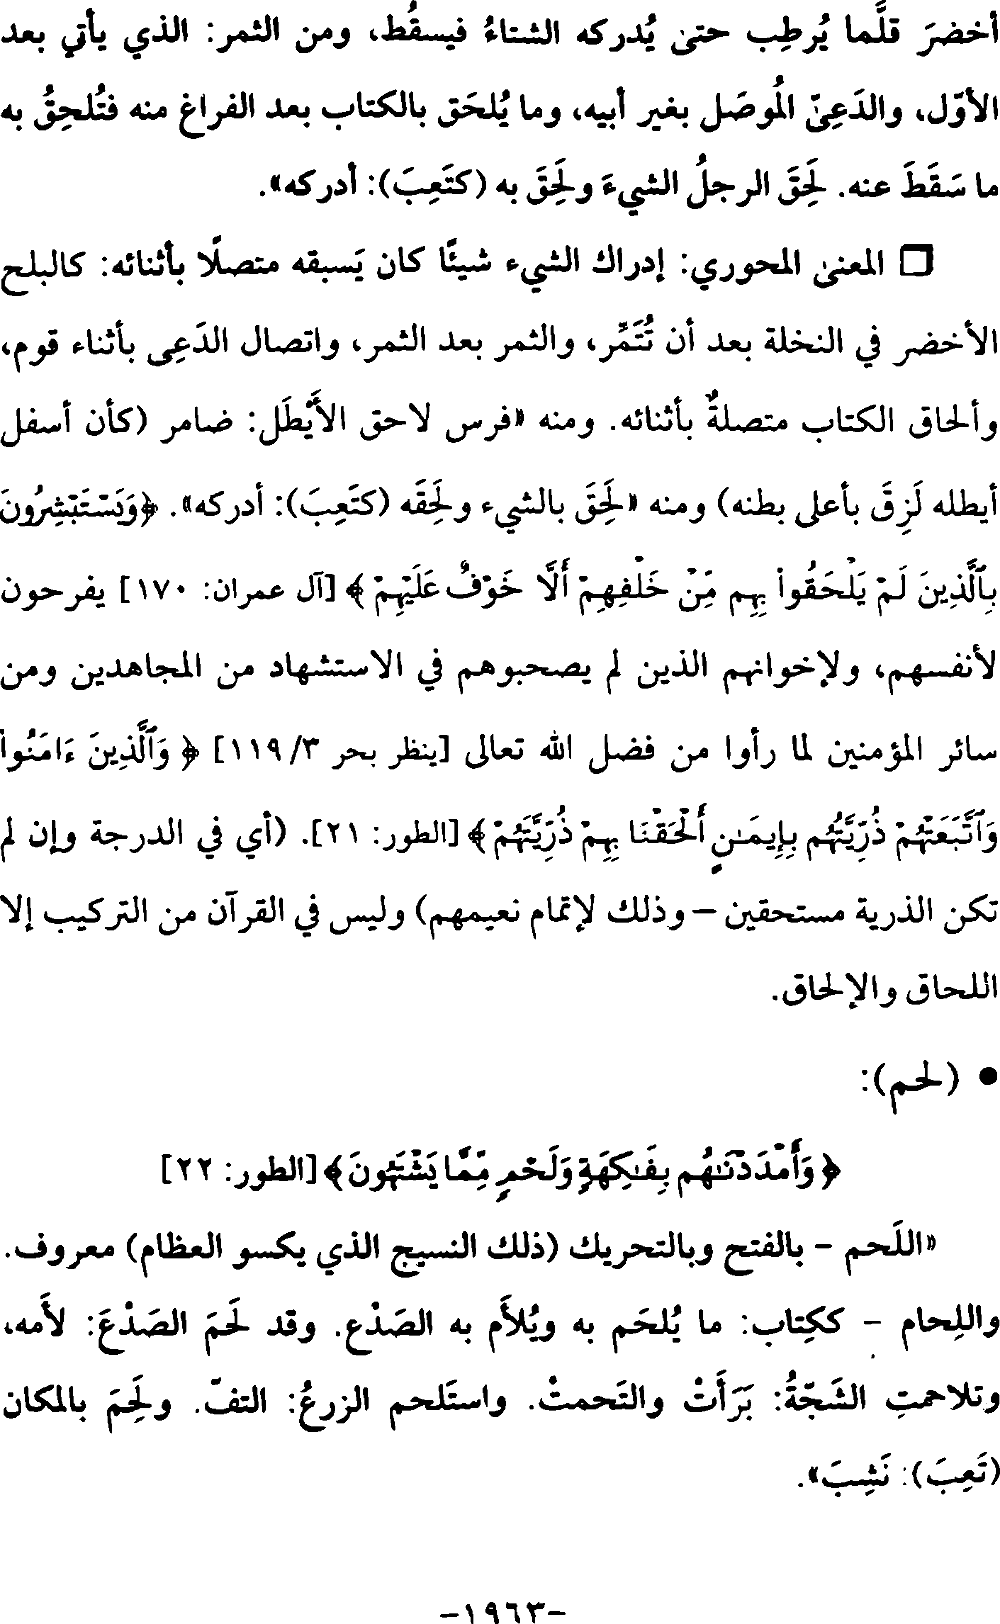 أخضرَ قلَّما يُرطِب حتىٰ يُدركه الشتاءُ فيسقُط، ومن الثمر: الذي يأتي بعد
الأوّل، والدَعِيّ المُوصَل بغير أبيه، وما يُلحَق بالكتاب بعد الفراغ منه فتُلحِقُ به
ما سَقَطَ عنه. لَحِقَ الرجلُ الشيءَ ولَحِقَ به (كتَعِبَ): أدركه».
❑ المعنىٰ المحوري: إدراك الشيء شيئًا كان يَسبقه متصلًا بأثنائه: كالبلح
الأخضر في النخلة بعد أن تُتَمِّر، والثمر بعد الثمر، واتصال الدَعِي بأثناء قوم،
وألحاق الكتاب متصلةٌ بأثنائه. ومنه «فرس لاحق الأَيْطَل: ضامر (كأن أسفل
أيطله لَزِقَ بأعلى بطنه) ومنه «لَحِقَ بالشيء ولَحِقَه (كتَعِبَ): أدركه». ﴿وَيَسْتَبْشِرُونَ
بِٱلَّذِينَ لَمْ يَلْحَقُوا۟ بِهِم مِّنْ خَلْفِهِمْ أَلَّا خَوْفٌ عَلَيْهِمْ﴾ [آل عمران: ١٧٠] يفرحون
لأنفسهم، ولإخوانهم الذين لم يصحبوهم في الاستشهاد من المجاهدين ومن
سائر المؤمنين لما رأوا من فضل الله تعالى [ينظر بحر ٣/ ١١٩] ﴿وَٱلَّذِينَ ءَامَنُوا۟
وَٱتَّبَعَتْهُمْ ذُرِّيَّتُهُم بِإِيمَـٰنٍ أَلْحَقْنَا بِهِمْ ذُرِّيَّتَهُمْ﴾ [الطور: ٢١]. (أي في الدرجة وإن لم
تكن الذرية مستحقين – وذلك لإتمام نعيمهم) وليس في القرآن من التركيب إلا
اللحاق والإلحاق.
• (لحم):
﴿وَأَمْدَدْنَـٰهُم بِفَـٰكِهَةٍ وَلَحْمٍ مِّمَّا يَشْتَهُونَ﴾ [الطور: ٢٢]
«اللَحم – بالفتح وبالتحريك (ذلك النسيج الذي يكسو العظام) معروف.
واللِحام – ككِتاب: ما يُلحَم به ويُلأَم به الصَدْع. وقد لَحَمَ الصَدْعَ: لأَمه،
وتلاحمتِ الشَجّةُ: بَرَأَتْ والتَحمتْ. واستَلحم الزرعُ: التفّ. ولَحِمَ بالمكان
(تَعِبَ): نَشِبَ».
-١٩٦٣-